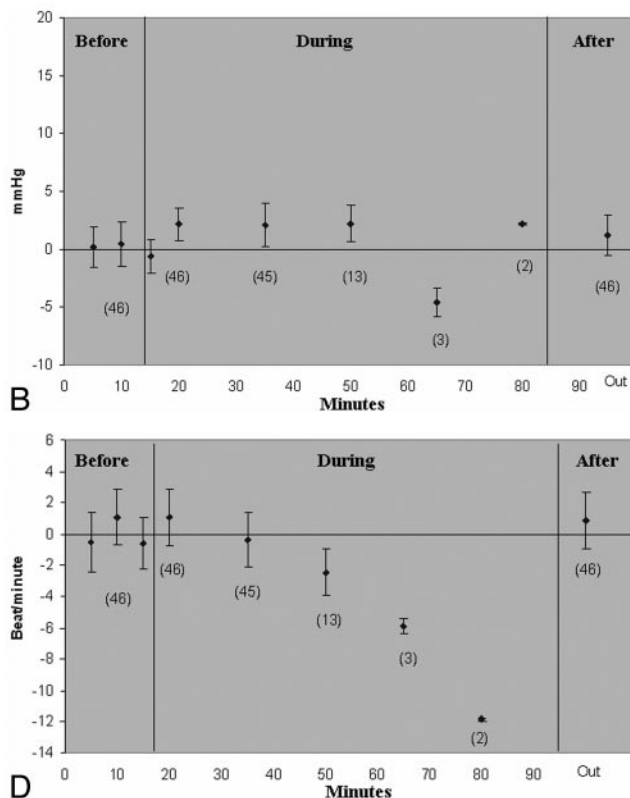 20
Before During After
15
10
mmHg
5
0
(46) (45) (13) (2) (46)
(46)
-5
(3)
-10
0 10 20 30 40 50 60 70 80 90 Out
B Minutes
6
Before During After
4
2
0
Beat/minute
-2
(46) (46) (46)
(45)
-4
(13)
-6
(3)
-8
-10
-12
(2)
-14
0 10 20 30 40 50 60 70 80 90 Out
D Minutes